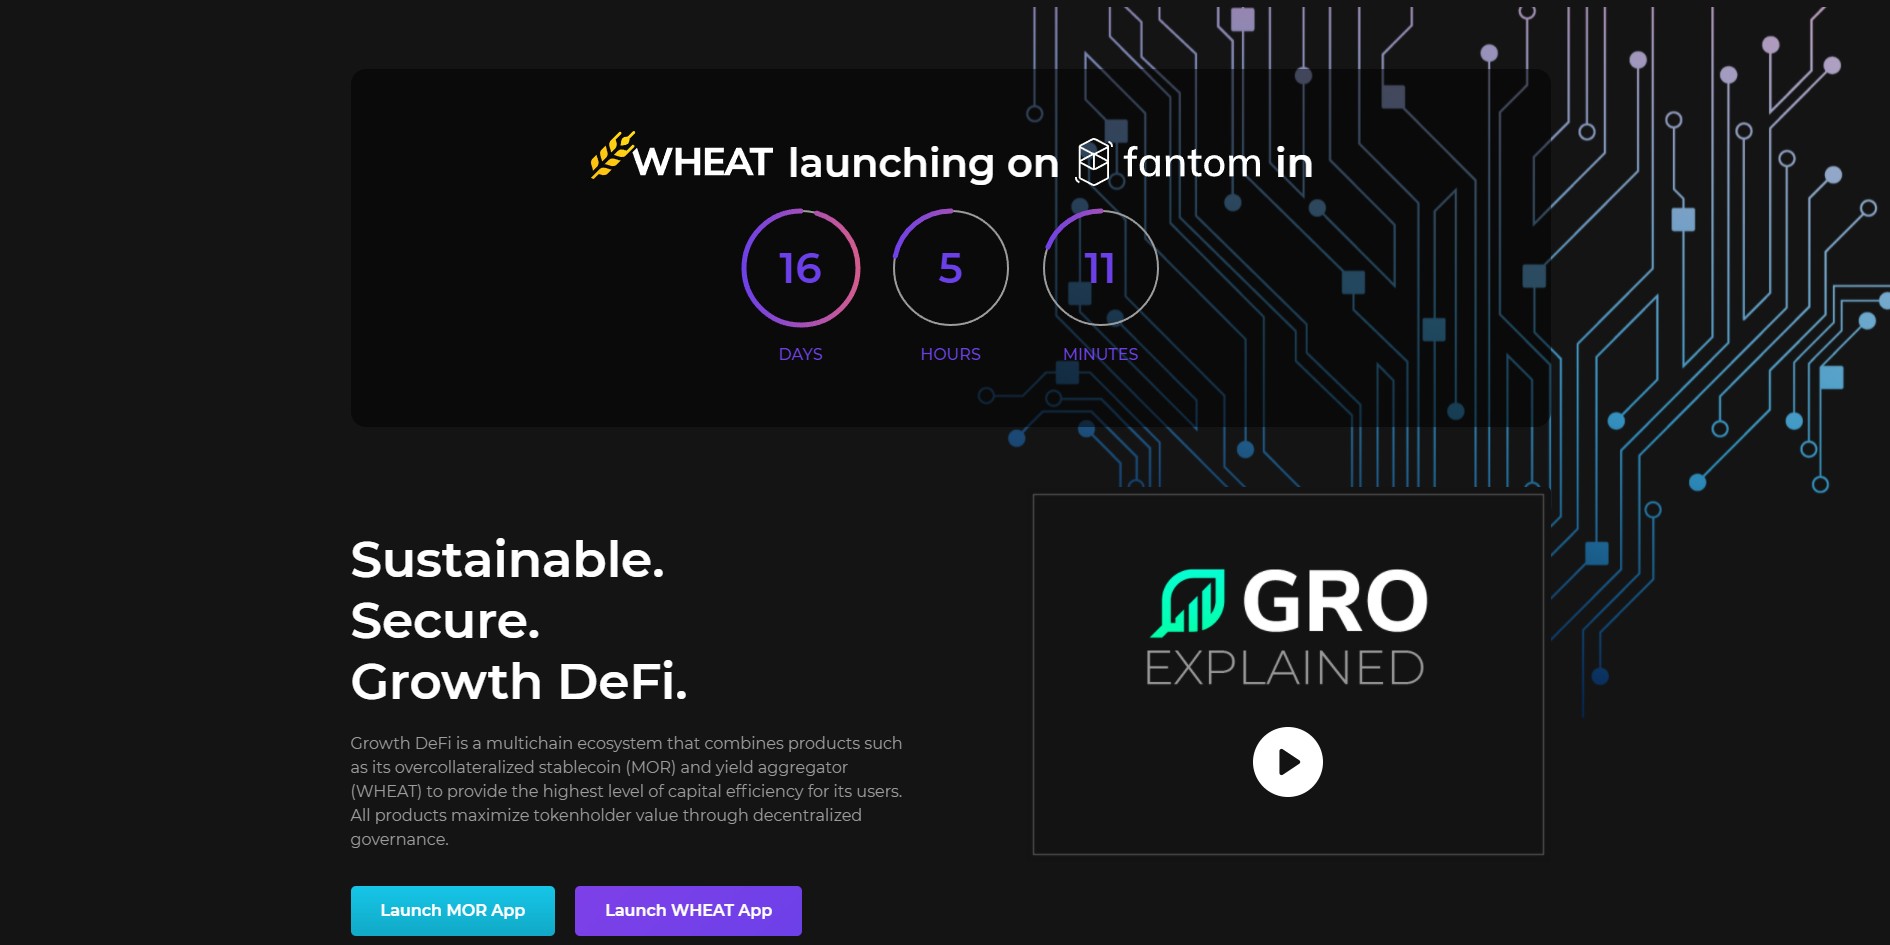 WHEAT launching on fantom in
16 5 11
DAYS HOURS MINUTES
Sustainable.
Secure.
Growth DeFi.
Growth DeFi is a multichain ecosystem that combines products such
as its overcollateralized stablecoin (MOR) and yield aggregator
(WHEAT) to provide the highest level of capital efficiency for its users.
All products maximize tokenholder value through decentralized
governance.
Launch MOR App Launch WHEAT App
GRO
EXPLAINED